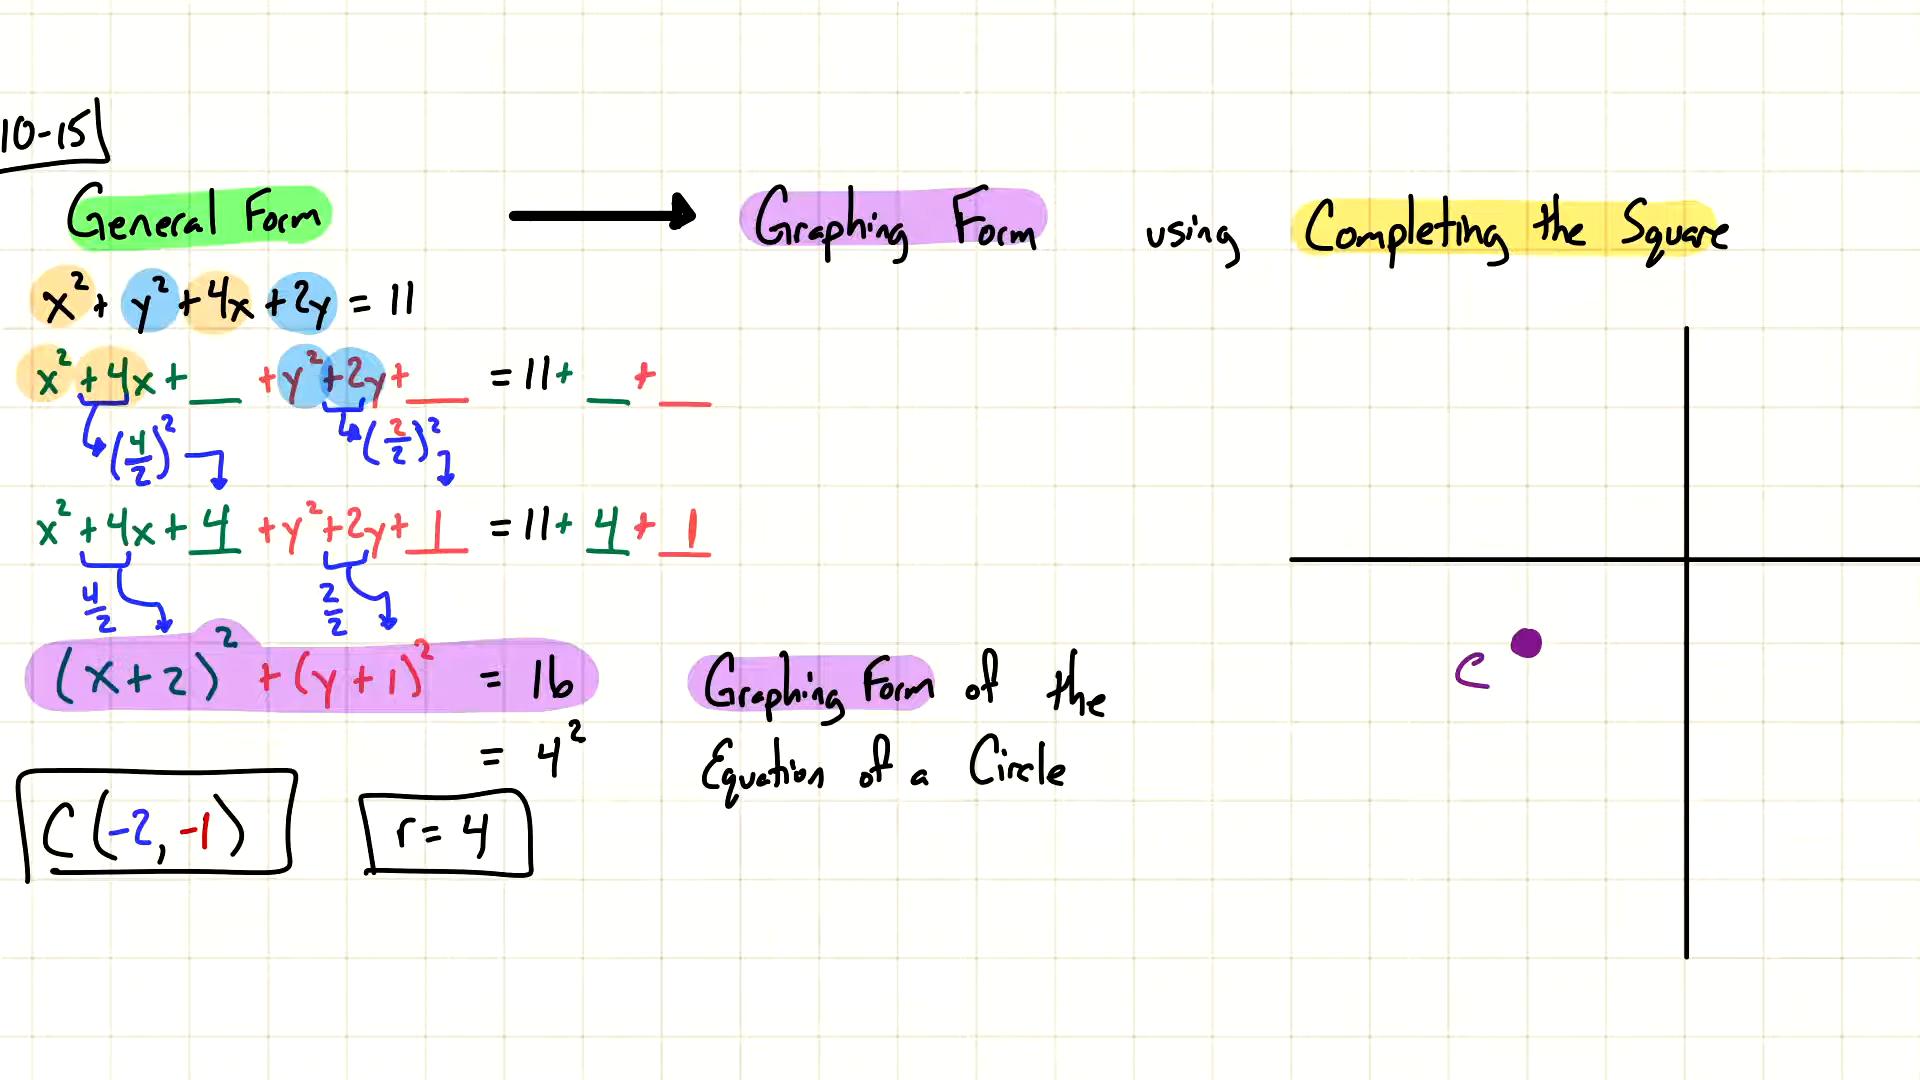 10-15
General Form → Graphing Form using Completing the Square
x² + y² + 4x + 2y = 11
x² + 4x + __ + y² + 2y + __ = 11 + __ + __
(4/2)² (2/2)²
x² + 4x + 4 + y² + 2y + 1 = 11 + 4 + 1
4/2 2/2
(x+2)² + (y+1)² = 16
= 4²
C(-2, -1) r = 4
Graphing Form of the
Equation of a Circle
C